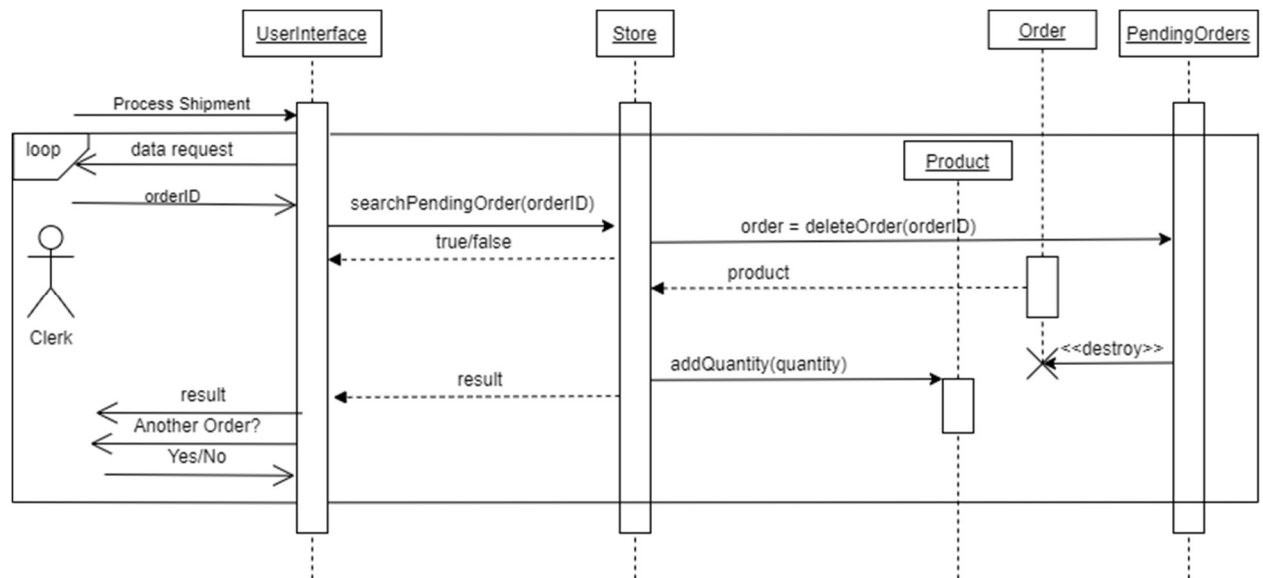 UserInterface
Store
Order
PendingOrders
Process Shipment
loop
data request
Product
orderID
searchPendingOrder(orderID)
order = deleteOrder(orderID)
true/false
product
Clerk
<<destroy>>
addQuantity(quantity)
result
result
Another Order?
Yes/No